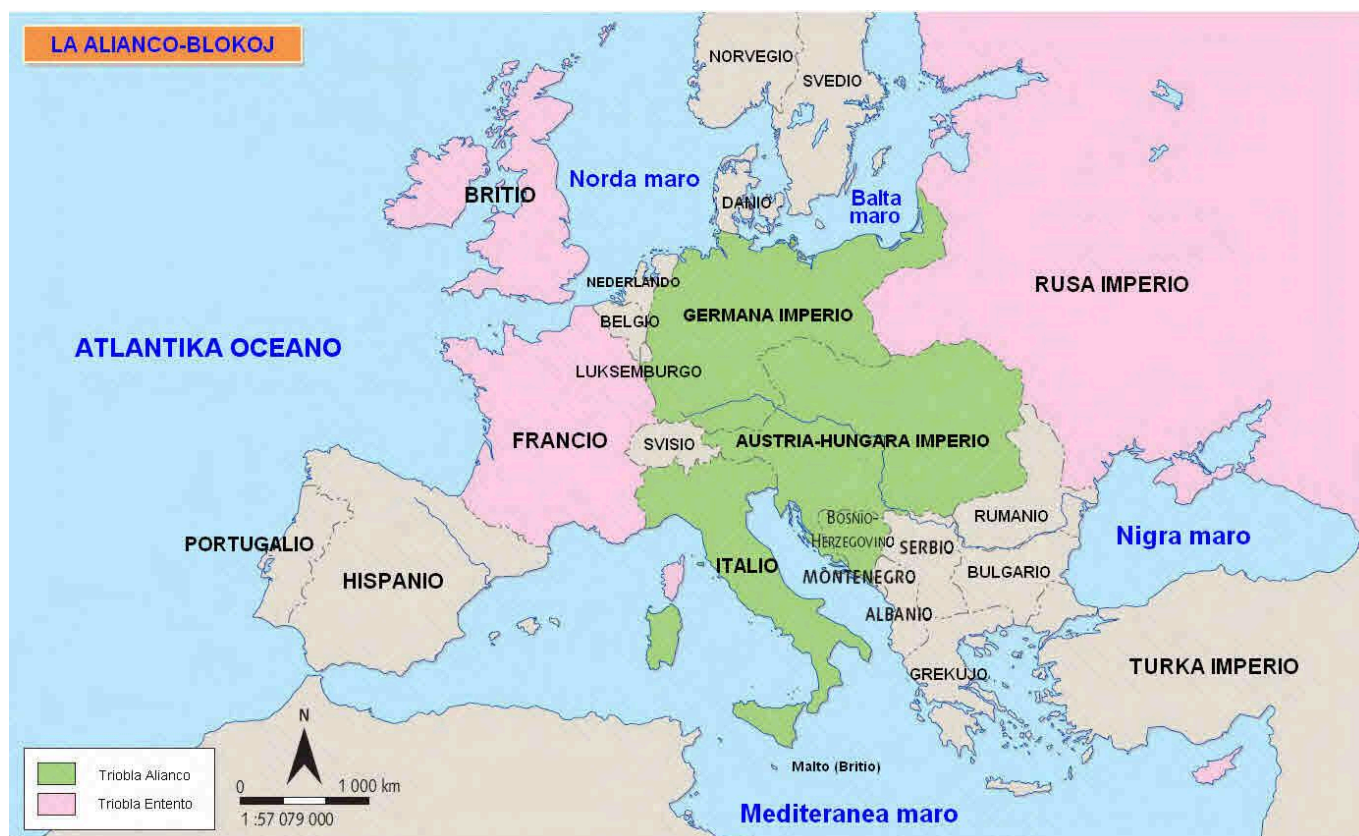 LA ALIANCO-BLOKOJ
NORVEGIO
SVEDIO
Norda maro
BRITIO
DANIO
Balta
maro
NEDERLANDO
RUSA IMPERIO
BELGIO
GERMANA IMPERIO
ATLANTIKA OCEANO
LUKSEMBURGO
FRANCIO
SVISIO
AUSTRIA-HUNGARA IMPERIO
BOSNIO-
HERZEGOVINO
RUMANIO
Nigra maro
PORTUGALIO
SERBIO
ITALIO
HISPANIO
MONTENEGRO
BULGARIO
ALBANIO
TURKA IMPERIO
GREKUJO
N
Malto (Britio)
Triobla Alianco
Triobla Entento
0 1 000 km
1 :57 079 000
Mediteranea maro